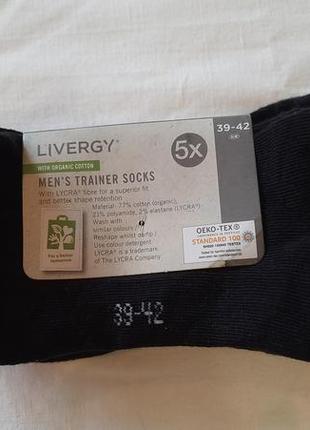 LIVERGY®
39-42
WITH ORGANIC COTTON
5x
MEN'S TRAINER SOCKS
With LYCRA® fibre for a superior fit
and better shape retention
Material: 77% cotton (organic),
21% polyamide, 2% elastane (LYCRA®)
Wash with
similar colours /
Reshape whilst damp /
Use colour detergent
LYCRA® is a trademark
of The LYCRA Company
For a Better
OEKO-TEX®
STANDARD 100
39-42